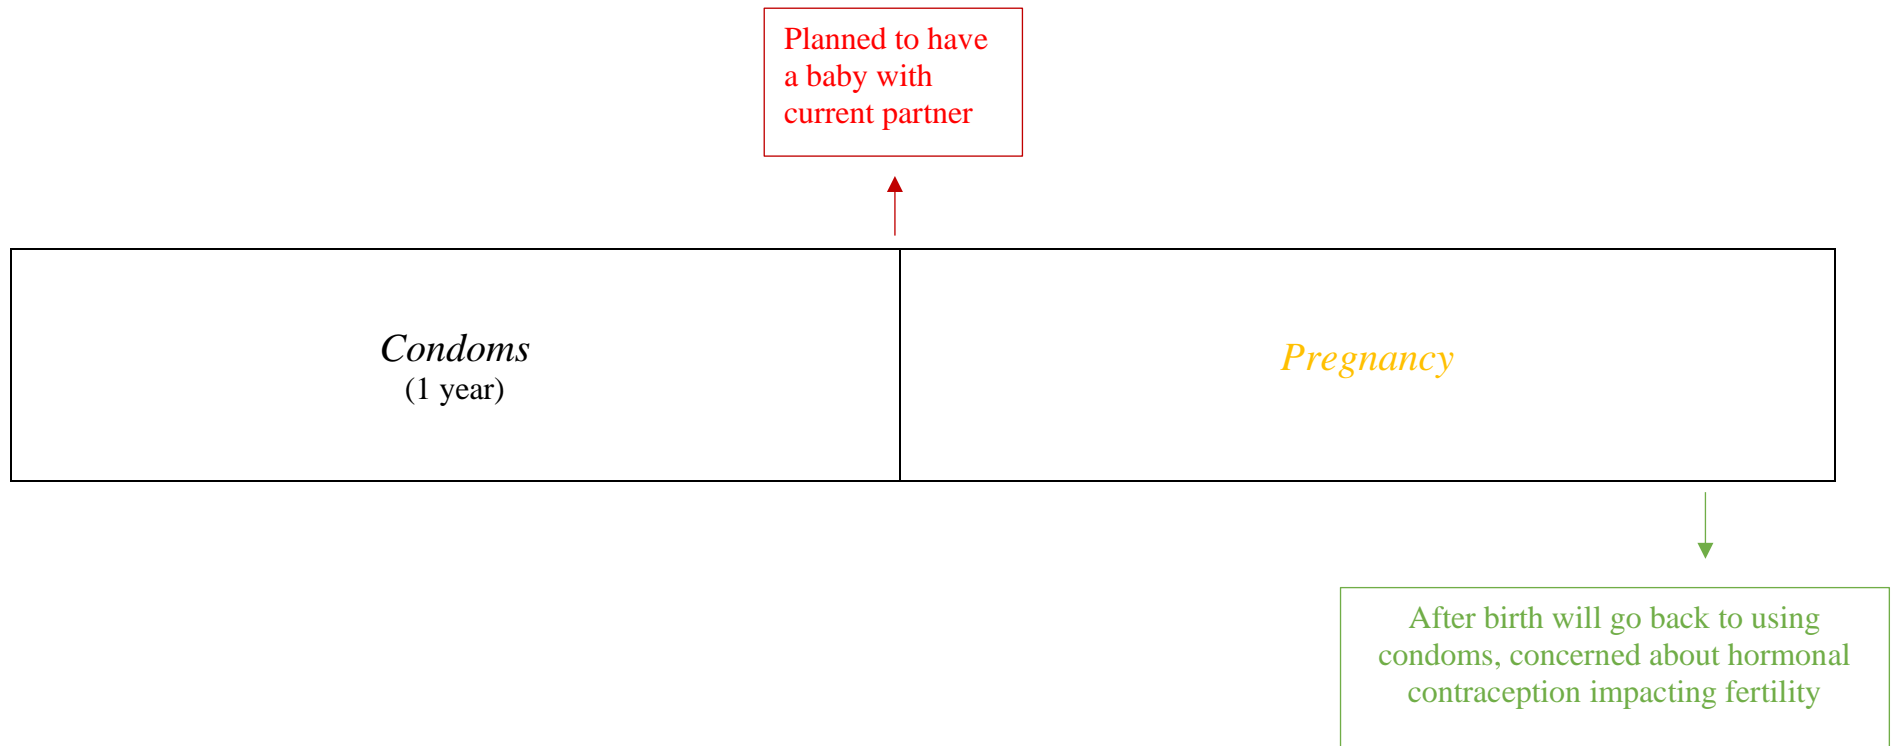 Planned to have
a baby with
current partner
Condoms
(1 year)
Pregnancy
After birth will go back to using
condoms, concerned about hormonal
contraception impacting fertility